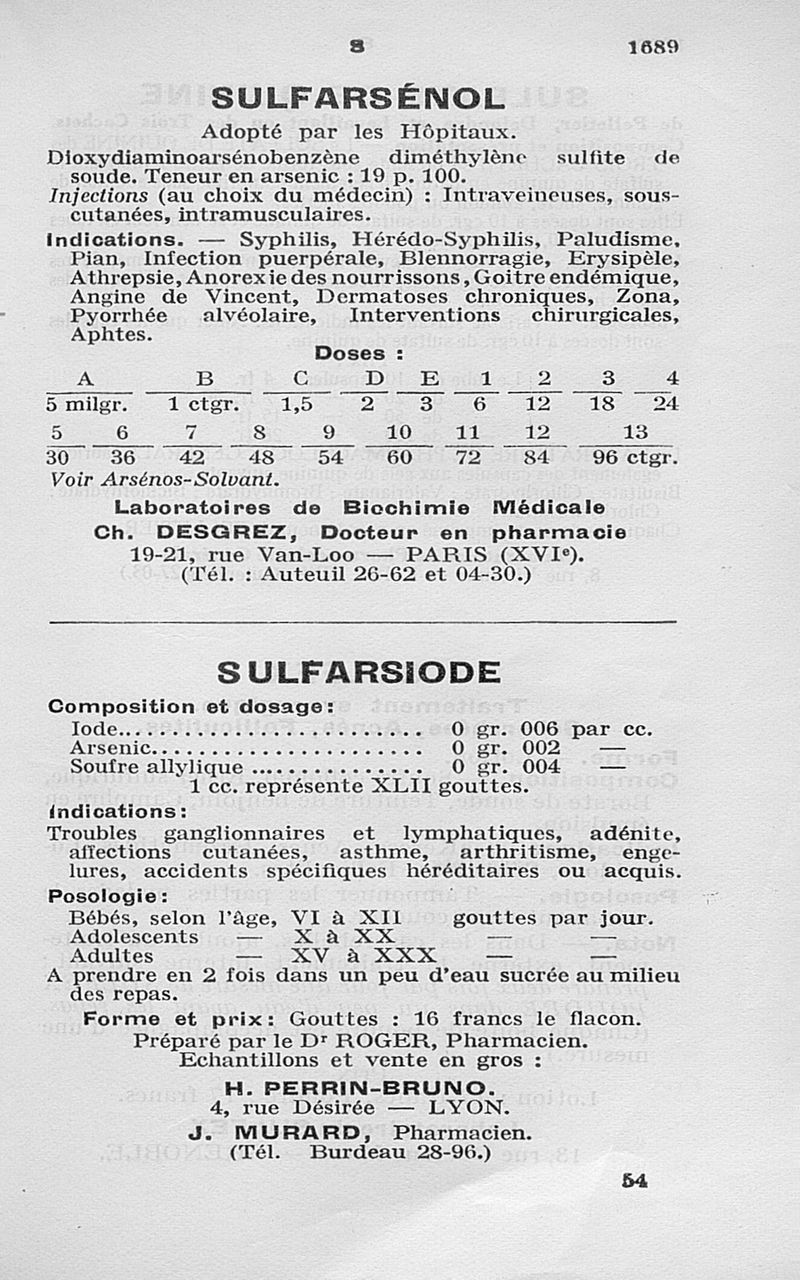 S 1689
SULFARSÉNOL
Adopté par les Hôpitaux.
Dioxydiaminoarsénobenzène diméthylène sulfite de
soude. Teneur en arsenic : 19 p. 100.
Injections (au choix du médecin) : Intraveineuses, sous-
cutanées, intramusculaires.
Indications. — Syphilis, Hérédo-Syphilis, Paludisme,
Pian, Infection puerpérale, Blennorragie, Erysipèle,
Athrepsie, Anorexie des nourrissons, Goitre endémique,
Angine de Vincent, Dermatoses chroniques, Zona,
Pyorrhée alvéolaire, Interventions chirurgicales,
Aphtes.
Doses :
A B C D E 1 2 3 4
5 milgr. 1 ctgr. 1,5 2 3 6 12 18 24
5 6 7 8 9 10 11 12 13
30 36 42 48 54 60 72 84 96 ctgr.
Voir Arsénos-Solvant.
Laboratoires de Biochimie Médicale
Ch. DESGREZ, Docteur en pharmacie
19-21, rue Van-Loo — PARIS (XVIe).
(Tél. : Auteuil 26-62 et 04-30.)
SULFARSIODE
Composition et dosage:
Iode........................ 0 gr. 006 par cc.
Arsenic...................... 0 gr. 002 —
Soufre allylique .............. 0 gr. 004 —
1 cc. représente XLII gouttes.
Indications:
Troubles ganglionnaires et lymphatiques, adénite,
affections cutanées, asthme, arthritisme, enge-
lures, accidents spécifiques héréditaires ou acquis.
Posologie:
Bébés, selon l'âge, VI à XII gouttes par jour.
Adolescents — X à XX — —
Adultes — XV à XXX — —
A prendre en 2 fois dans un peu d'eau sucrée au milieu
des repas.
Forme et prix: Gouttes : 16 francs le flacon.
Préparé par le Dr ROGER, Pharmacien.
Echantillons et vente en gros :
H. PERRIN-BRUNO.
4, rue Désirée — LYON.
J. MURARD, Pharmacien.
(Tél. Burdeau 28-96.)
54